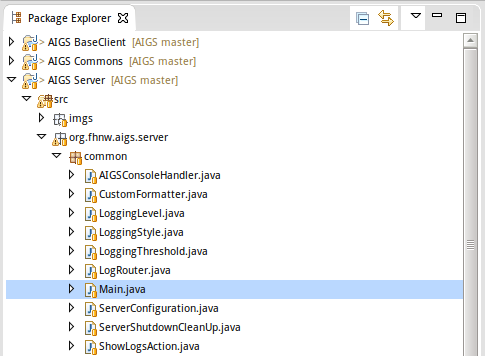 Package Explorer
> AIGS BaseClient [AIGS master]
> AIGS Commons [AIGS master]
> AIGS Server [AIGS master]
src
imgs
org.fhnw.aigs.server
common
AIGSConsoleHandler.java
CustomFormatter.java
LoggingLevel.java
LoggingStyle.java
LoggingThreshold.java
LogRouter.java
Main.java
ServerConfiguration.java
ServerShutdownCleanUp.java
ShowLogsAction.java